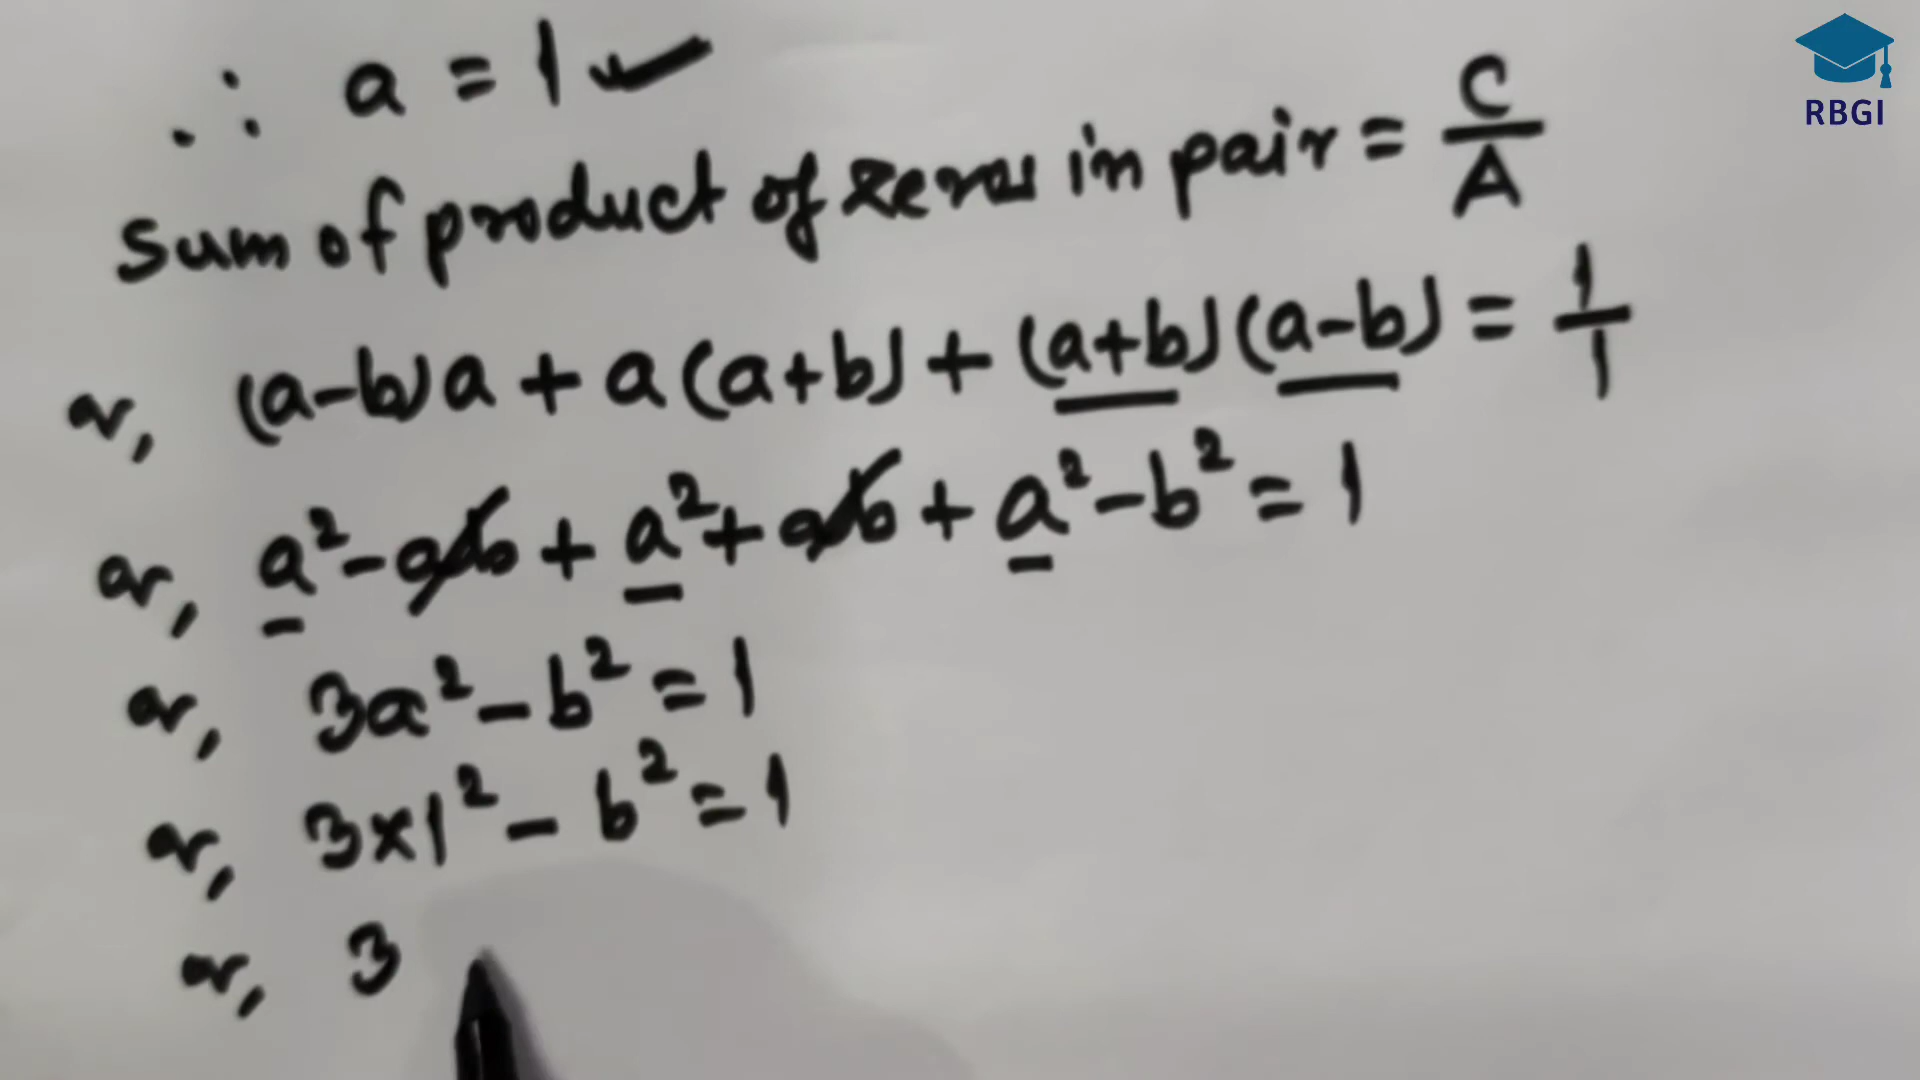 ∴ a = 1 ✓
Sum of product of zeros in pair = C/A
or, (a-b)a + a(a+b) + (a+b)(a-b) = 1/1
or, a² - ab + a² + ab + a² - b² = 1
or, 3a² - b² = 1
or, 3×1² - b² = 1
or, 3
RBGI